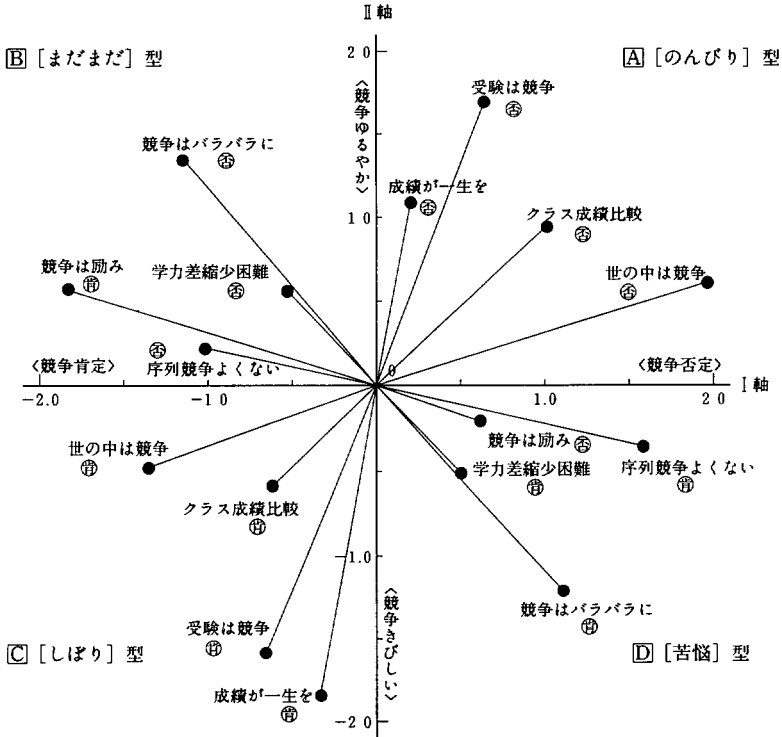 II 軸
B [まだまだ] 型
A [のんびり] 型
2 0
〈競争ゆるやか〉
受験は競争
否
競争はバラバラに
否
成績が一生を
否
1 0
クラス成績比較
否
競争は励み
肯
学力差縮少困難
否
世の中は競争
否
否
序列競争よくない
〈競争肯定〉
0
〈競争否定〉
I 軸
−2.0
−1 0
1.0
2 0
世の中は競争
肯
競争は励み 否
学力差縮少困難
肯
序列競争よくない
肯
クラス成績比較
肯
−1.0
〈競争きびしい〉
競争はバラバラに
肯
受験は競争
肯
C [しぼり] 型
D [苦悩] 型
成績が一生を
肯
−2 0